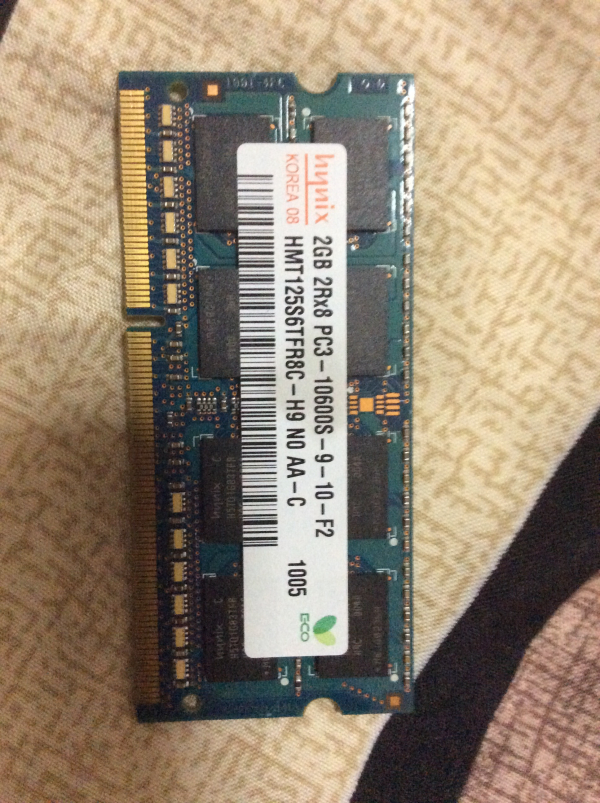 hynix
KOREA 08
2GB 2Rx8 PC3-10600S-9-10-F2
HMT125S6TFR8C-H9 N0 AA-C
1005
ECO